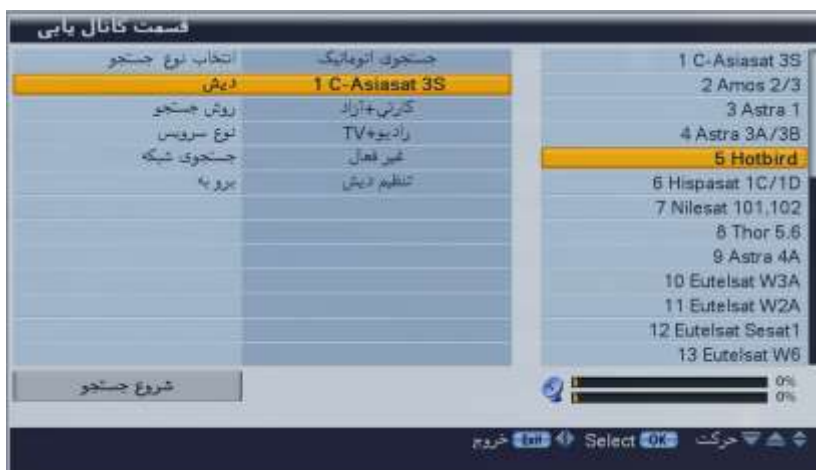 قسمت کانال یابی
انتخاب نوع جستجو
جستجوی اتوماتیک
دیش
1 C-Asiasat 3S
روش جستجو
کارتی+آزاد
نوع سرویس
رادیو+TV
جستجوی شبکه
غیر فعال
برو به
تنظیم دیش
1 C-Asiasat 3S
2 Amos 2/3
3 Astra 1
4 Astra 3A/3B
5 Hotbird
6 Hispasat 1C/1D
7 Nilesat 101,102
8 Thor 5.6
9 Astra 4A
10 Eutelsat W3A
11 Eutelsat W2A
12 Eutelsat Sesat1
13 Eutelsat W6
شروع جستجو
0%
0%
حرکت OK Select Exit خروج